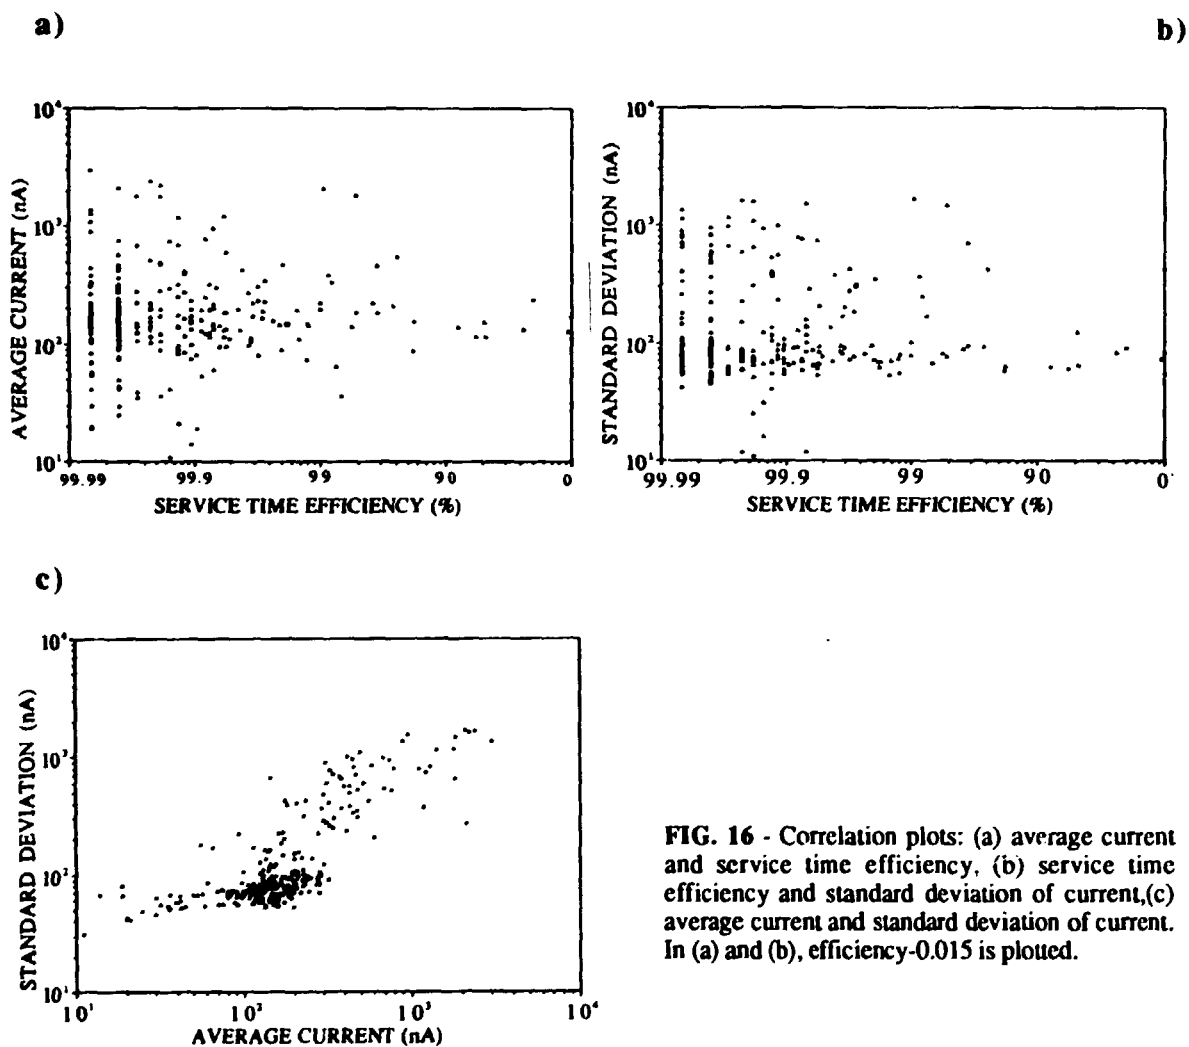 a)
b)
10⁴
10³
10²
10¹
AVERAGE CURRENT (nA)
99.99 99.9 99 90 0
SERVICE TIME EFFICIENCY (%)
10⁴
10³
10²
10¹
STANDARD DEVIATION (nA)
99.99 99.9 99 90 0
SERVICE TIME EFFICIENCY (%)
c)
10⁴
10³
10²
10¹
STANDARD DEVIATION (nA)
10¹ 10² 10³ 10⁴
AVERAGE CURRENT (nA)
FIG. 16 - Correlation plots: (a) average current
and service time efficiency, (b) service time
efficiency and standard deviation of current,(c)
average current and standard deviation of current.
In (a) and (b), efficiency-0.015 is plotted.